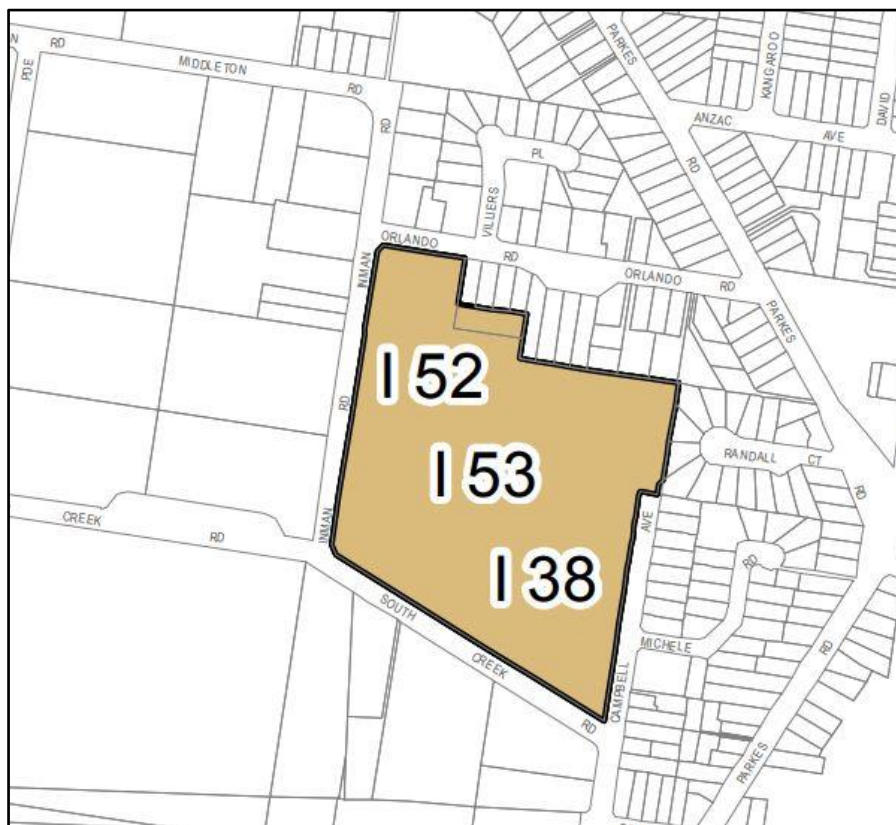 N
RD
PDE
MIDDLETON
RD
RD
PARKES
RD
KANGAROO
DAVID
ANZAC
AVE
PL
VILLIERS
ORLANDO
RD
ORLANDO
RD
INMAN
PARKES
I 52
RD
I 53
RANDALL
CT
RD
CREEK
RD
INMAN
AVE
I 38
RD
SOUTH
CREEK
RD
MICHELE
CAMPBELL
RD
PARKES